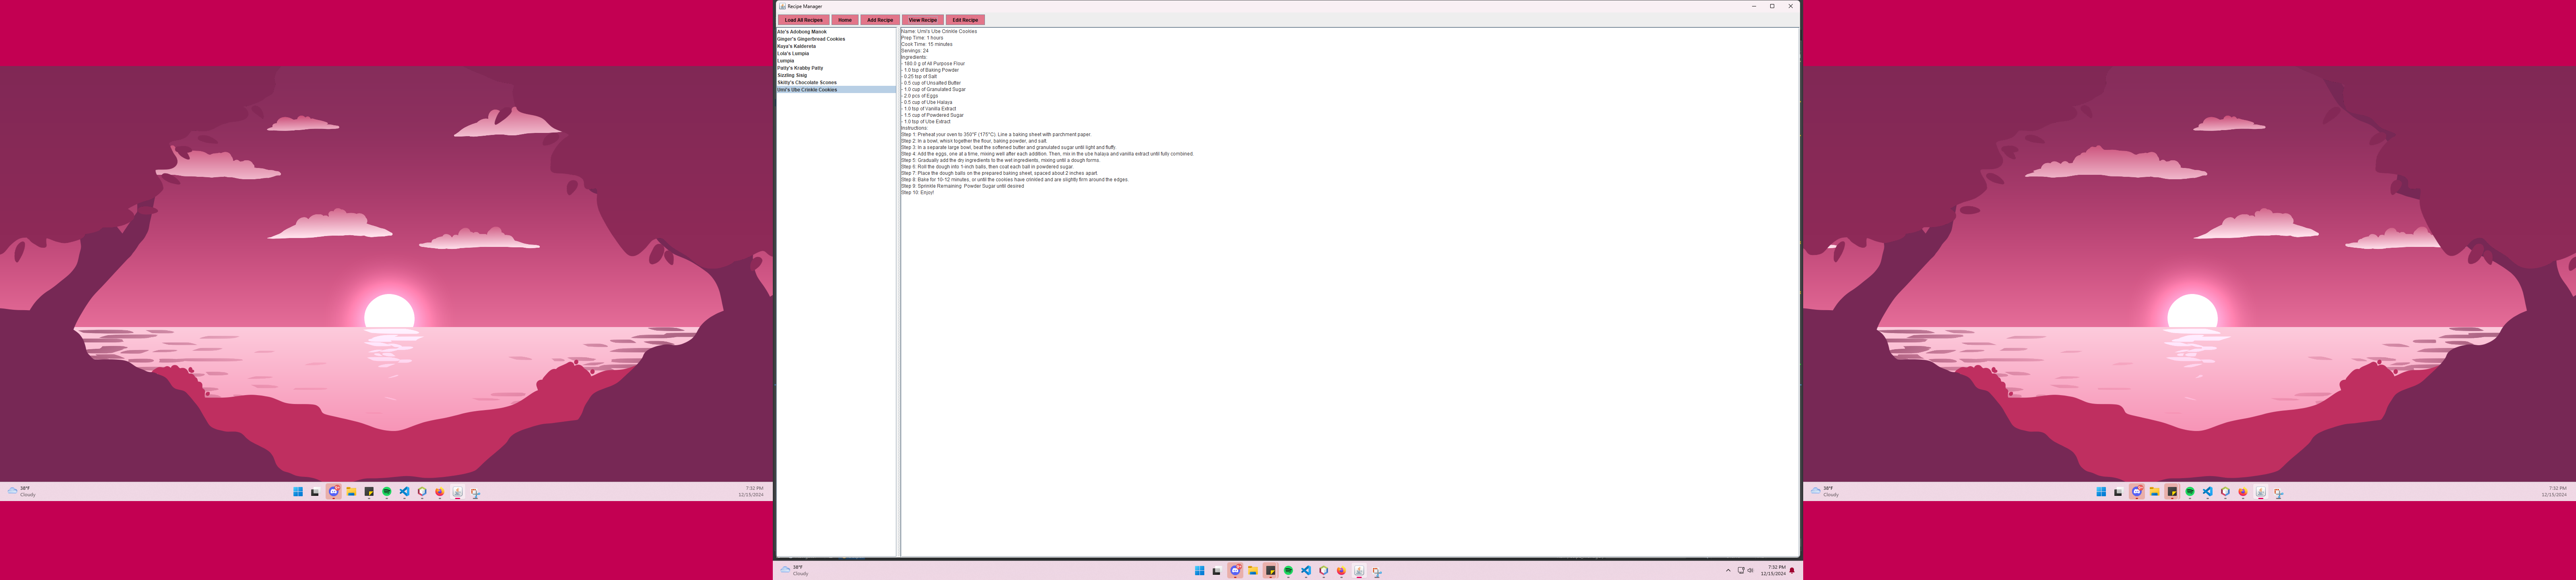 Recipe Manager
Load All Recipes Home Add Recipe View Recipe Edit Recipe
Ate's Adobong Manok
Ginger's Gingerbread Cookies
Kuya's Kaldereta
Lola's Lumpia
Lumpia
Patty's Krabby Patty
Sizzling Sisig
Skitty's Chocolate Scones
Umi's Ube Crinkle Cookies
Name: Umi's Ube Crinkle Cookies
Prep Time: 1 hours
Cook Time: 15 minutes
Servings: 24
Ingredients:
- 180.0 g of All Purpose Flour
- 1.0 tsp of Baking Powder
- 0.25 tsp of Salt
- 0.5 cup of Unsalted Butter
- 1.0 cup of Granulated Sugar
- 2.0 pcs of Eggs
- 0.5 cup of Ube Halaya
- 1.0 tsp of Vanilla Extract
- 1.5 cup of Powdered Sugar
- 1.0 tsp of Ube Extract
Instructions:
Step 1: Preheat your oven to 350°F (175°C). Line a baking sheet with parchment paper.
Step 2: In a bowl, whisk together the flour, baking powder, and salt.
Step 3: In a separate large bowl, beat the softened butter and granulated sugar until light and fluffy.
Step 4: Add the eggs, one at a time, mixing well after each addition. Then, mix in the ube halaya and vanilla extract until fully combined.
Step 5: Gradually add the dry ingredients to the wet ingredients, mixing until a dough forms.
Step 6: Roll the dough into 1-inch balls, then coat each ball in powdered sugar.
Step 7: Place the dough balls on the prepared baking sheet, spaced about 2 inches apart.
Step 8: Bake for 10-12 minutes, or until the cookies have crinkled and are slightly firm around the edges.
Step 9: Sprinkle Remaining Powder Sugar until desired
Step 10: Enjoy!
38°F
Cloudy
7:32 PM
12/15/2024
38°F
Cloudy
7:32 PM
12/15/2024
38°F
Cloudy
7:32 PM
12/15/2024